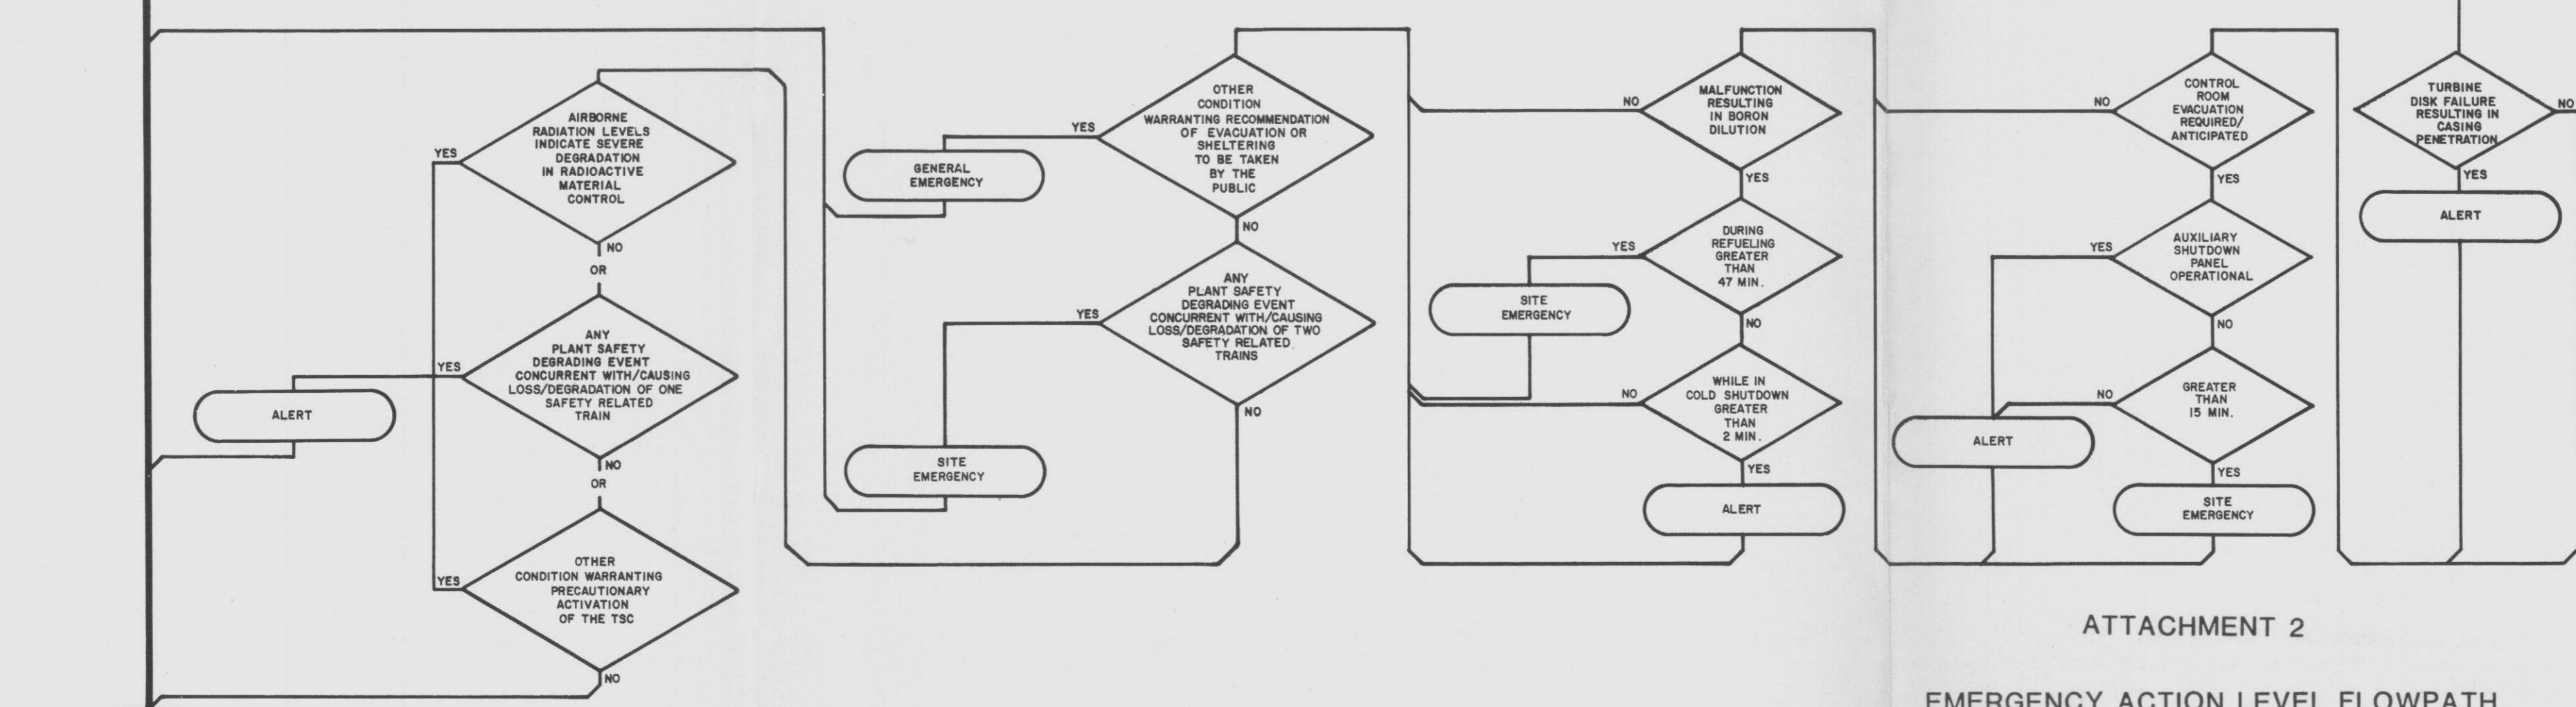 AIRBORNE
RADIATION LEVELS
INDICATE SEVERE
DEGRADATION
IN RADIOACTIVE
MATERIAL
CONTROL
YES
NO
OR
ANY
PLANT SAFETY
DEGRADING EVENT
CONCURRENT WITH/CAUSING
LOSS/DEGRADATION OF ONE
SAFETY RELATED
TRAIN
YES
ALERT
NO
OR
OTHER
CONDITION WARRANTING
PRECAUTIONARY
ACTIVATION
OF THE TSC
YES
NO
OTHER
CONDITION
WARRANTING RECOMMENDATION
OF EVACUATION OR
SHELTERING
TO BE TAKEN
BY THE
PUBLIC
YES
GENERAL
EMERGENCY
NO
ANY
PLANT SAFETY
DEGRADING EVENT
CONCURRENT WITH/CAUSING
LOSS/DEGRADATION OF TWO
SAFETY RELATED
TRAINS
YES
SITE
EMERGENCY
NO
MALFUNCTION
RESULTING
IN BORON
DILUTION
NO
YES
DURING
REFUELING
GREATER
THAN
47 MIN.
YES
SITE
EMERGENCY
NO
WHILE IN
COLD SHUTDOWN
GREATER
THAN
2 MIN.
NO
YES
ALERT
CONTROL
ROOM
EVACUATION
REQUIRED/
ANTICIPATED
NO
YES
AUXILIARY
SHUTDOWN
PANEL
OPERATIONAL
YES
NO
GREATER
THAN
15 MIN.
NO
ALERT
YES
SITE
EMERGENCY
TURBINE
DISK FAILURE
RESULTING IN
CASING
PENETRATION
NO
YES
ALERT
ATTACHMENT 2
EMERGENCY ACTION LEVEL FLOWPATH